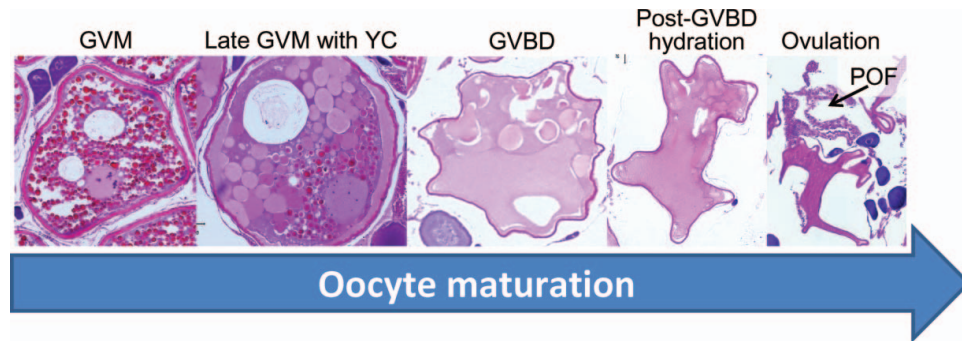 GVM
Late GVM with YC
GVBD
Post-GVBD
hydration
Ovulation
POF
Oocyte maturation